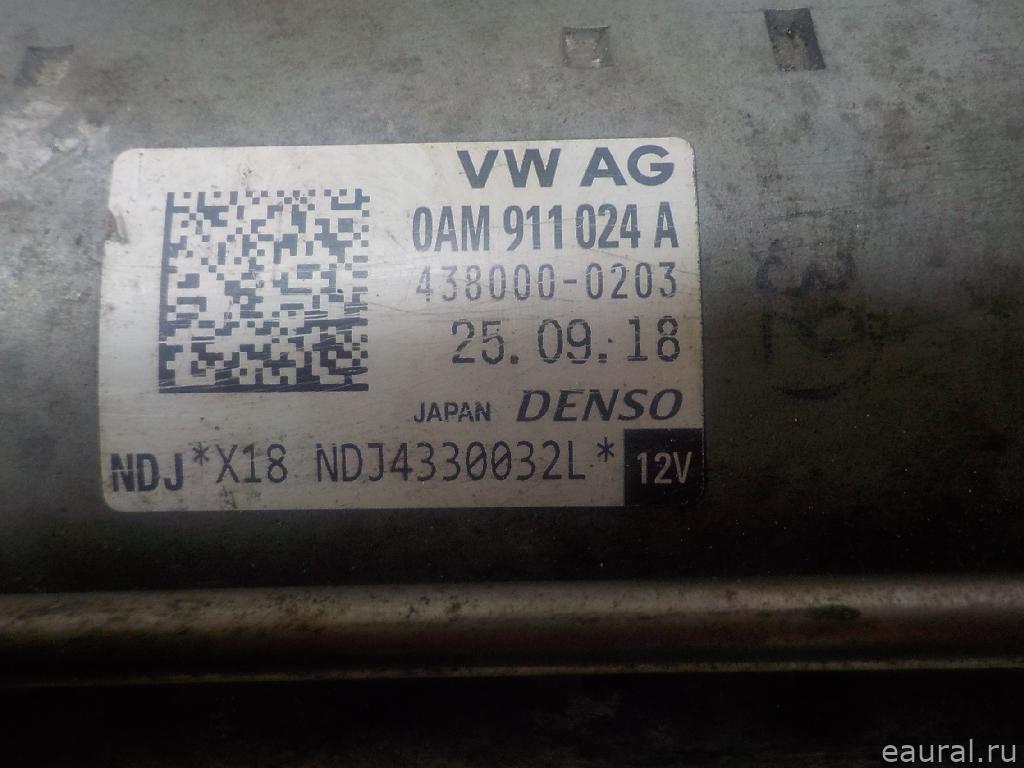 VW AG
0AM 911 024 A
438000-0203
25.09.18
JAPAN DENSO
NDJ *X18 NDJ4330032L* 12V
eaural.ru